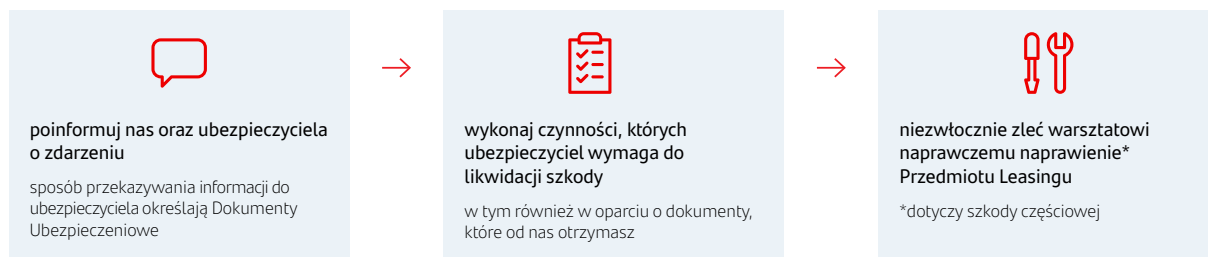 poinformuj nas oraz ubezpieczyciela
o zdarzeniu
sposób przekazywania informacji do
ubezpieczyciela określają Dokumenty
Ubezpieczeniowe
wykonaj czynności, których
ubezpieczyciel wymaga do
likwidacji szkody
w tym również w oparciu o dokumenty,
które od nas otrzymasz
niezwłocznie zleć warsztatowi
naprawczemu naprawienie*
Przedmiotu Leasingu
*dotyczy szkody częściowej